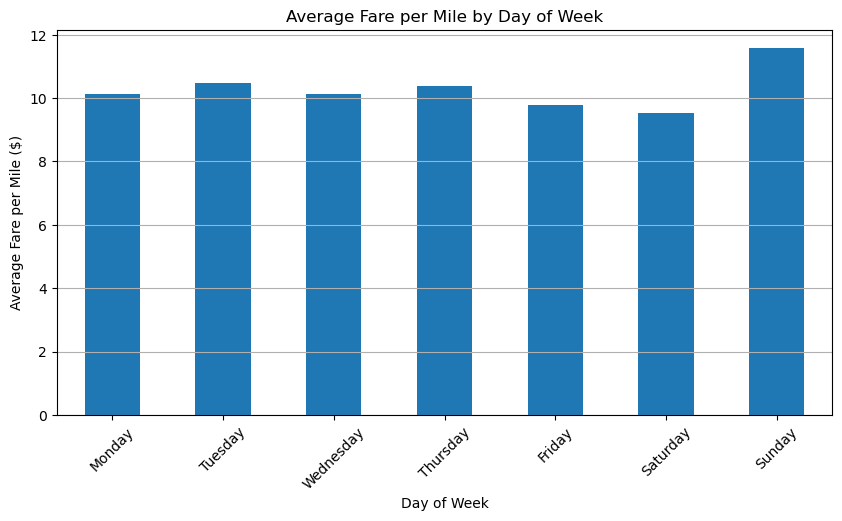 Average Fare per Mile by Day of Week
Average Fare per Mile ($)
12
10
8
6
4
2
0
Monday
Tuesday
Wednesday
Thursday
Friday
Saturday
Sunday
Day of Week